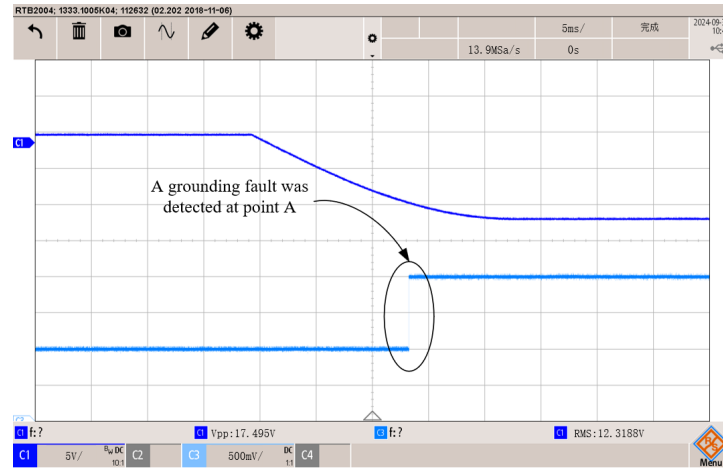 RTB2004; 1333.1005K04; 112632 (02.202 2018-11-06)
5ms/
完成
13.9MSa/s
0s
C1
A grounding fault was
detected at point A
C1 f:?
C1 Vpp:17.495V
C3 f:?
C1 RMS:12.3188V
C1 5V/ BW DC 10:1 C2 C3 500mV/ DC 1:1 C4
Menu